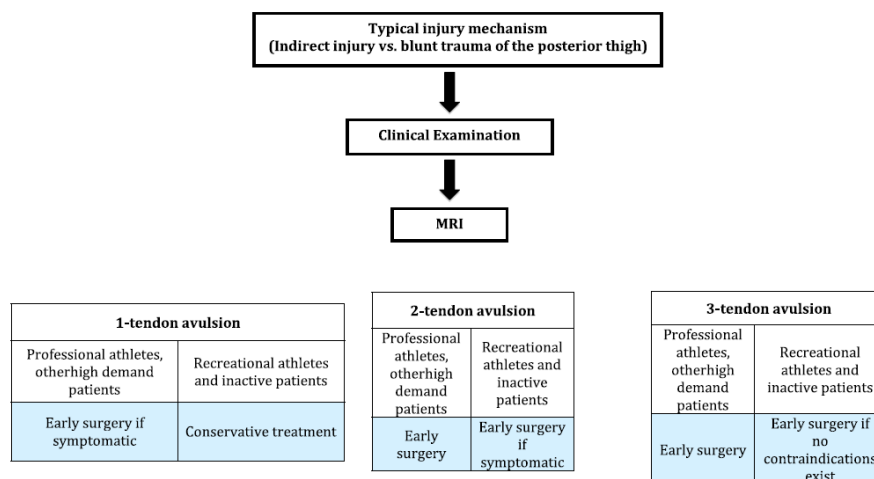 Typical injury mechanism
(Indirect injury vs. blunt trauma of the posterior thigh)
Clinical Examination
MRI
1-tendon avulsion
Professional athletes,
otherhigh demand
patients
Recreational athletes
and inactive patients
Early surgery if
symptomatic
Conservative treatment
2-tendon avulsion
Professional
athletes,
otherhigh
demand
patients
Recreational
athletes and
inactive
patients
Early
surgery
Early surgery
if
symptomatic
3-tendon avulsion
Professional
athletes,
otherhigh
demand
patients
Recreational
athletes and
inactive patients
Early surgery
Early surgery if
no
contraindications
exist